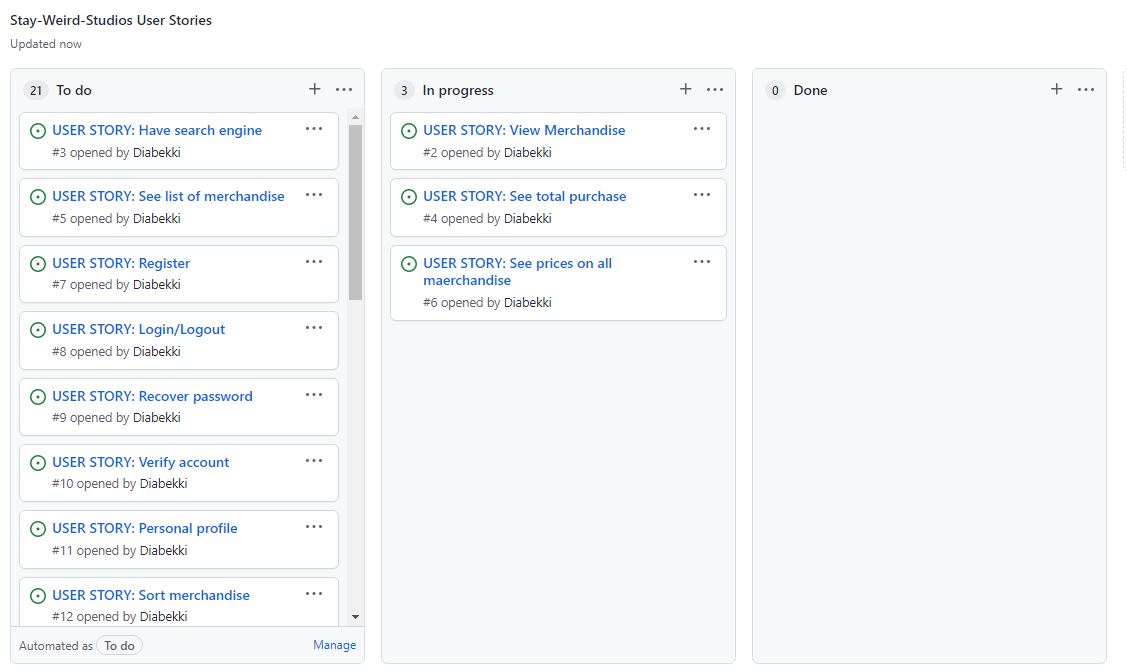 Stay-Weird-Studios User Stories
Updated now
21 To do
USER STORY: Have search engine
#3 opened by Diabekki
USER STORY: See list of merchandise
#5 opened by Diabekki
USER STORY: Register
#7 opened by Diabekki
USER STORY: Login/Logout
#8 opened by Diabekki
USER STORY: Recover password
#9 opened by Diabekki
USER STORY: Verify account
#10 opened by Diabekki
USER STORY: Personal profile
#11 opened by Diabekki
USER STORY: Sort merchandise
#12 opened by Diabekki
Automated as To do Manage
3 In progress
USER STORY: View Merchandise
#2 opened by Diabekki
USER STORY: See total purchase
#4 opened by Diabekki
USER STORY: See prices on all
maerchandise
#6 opened by Diabekki
0 Done